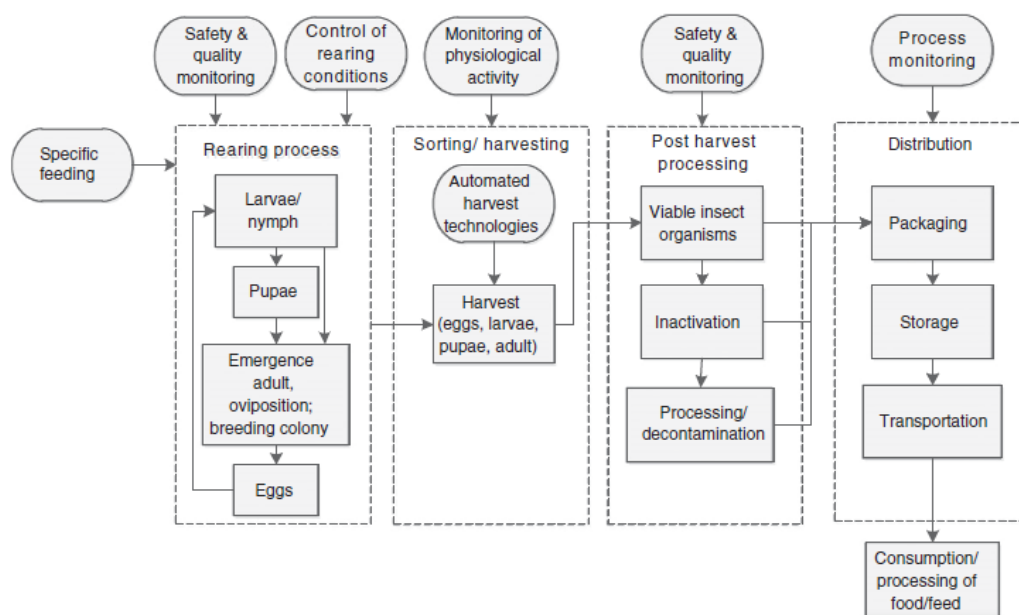 Safety &
quality
monitoring
Control of
rearing
conditions
Monitoring of
physiological
activity
Safety &
quality
monitoring
Process
monitoring
Specific
feeding
Rearing process
Larvae/
nymph
Pupae
Emergence
adult,
oviposition;
breeding colony
Eggs
Sorting/ harvesting
Automated
harvest
technologies
Harvest
(eggs, larvae,
pupae, adult)
Post harvest
processing
Viable insect
organisms
Inactivation
Processing/
decontamination
Distribution
Packaging
Storage
Transportation
Consumption/
processing of
food/feed